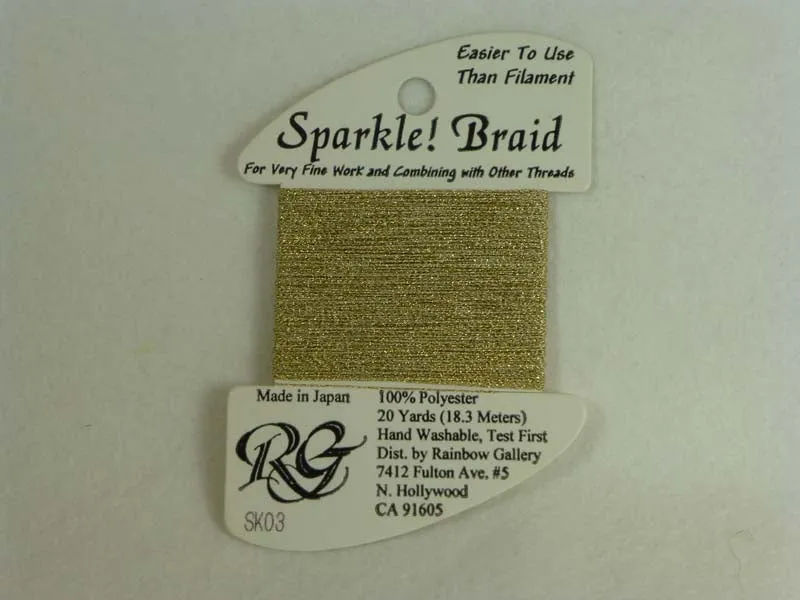 Easier To Use
Than Filament
Sparkle! Braid
For Very Fine Work and Combining with Other Threads
Made in Japan
RG
SK03
100% Polyester
20 Yards (18.3 Meters)
Hand Washable, Test First
Dist. by Rainbow Gallery
7412 Fulton Ave, #5
N. Hollywood
CA 91605